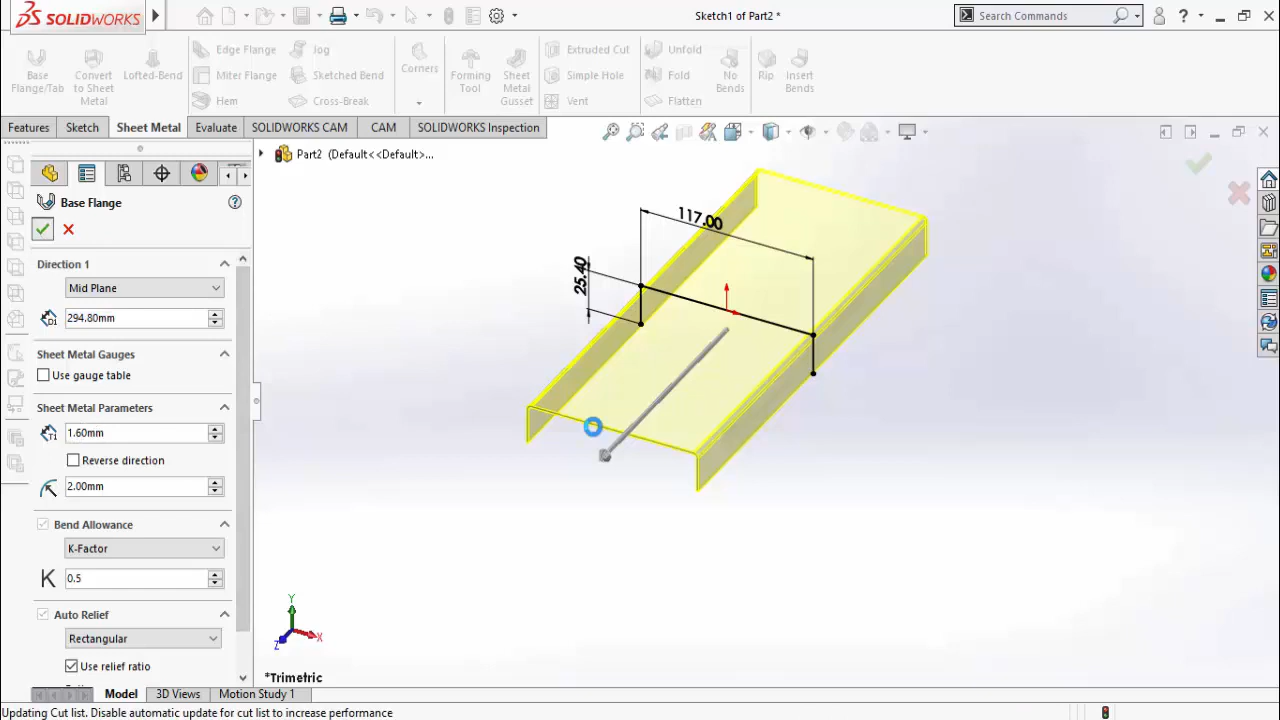 SOLIDWORKS
Sketch1 of Part2 *
Search Commands
?
Base Flange/Tab
Convert to Sheet Metal
Lofted-Bend
Edge Flange
Miter Flange
Hem
Jog
Sketched Bend
Cross-Break
Corners
Forming Tool
Sheet Metal Gusset
Extruded Cut
Simple Hole
Vent
Unfold
Fold
Flatten
No Bends
Rip
Insert Bends
Features
Sketch
Sheet Metal
Evaluate
SOLIDWORKS CAM
CAM
SOLIDWORKS Inspection
Part2 (Default<<Default>...
Base Flange
?
Direction 1
Mid Plane
D1
294.80mm
Sheet Metal Gauges
Use gauge table
Sheet Metal Parameters
T1
1.60mm
Reverse direction
2.00mm
Bend Allowance
K-Factor
K
0.5
Auto Relief
Rectangular
Use relief ratio
117.00
25.40
Y
X
Z
*Trimetric
Model
3D Views
Motion Study 1
Updating Cut list. Disable automatic update for cut list to increase performance